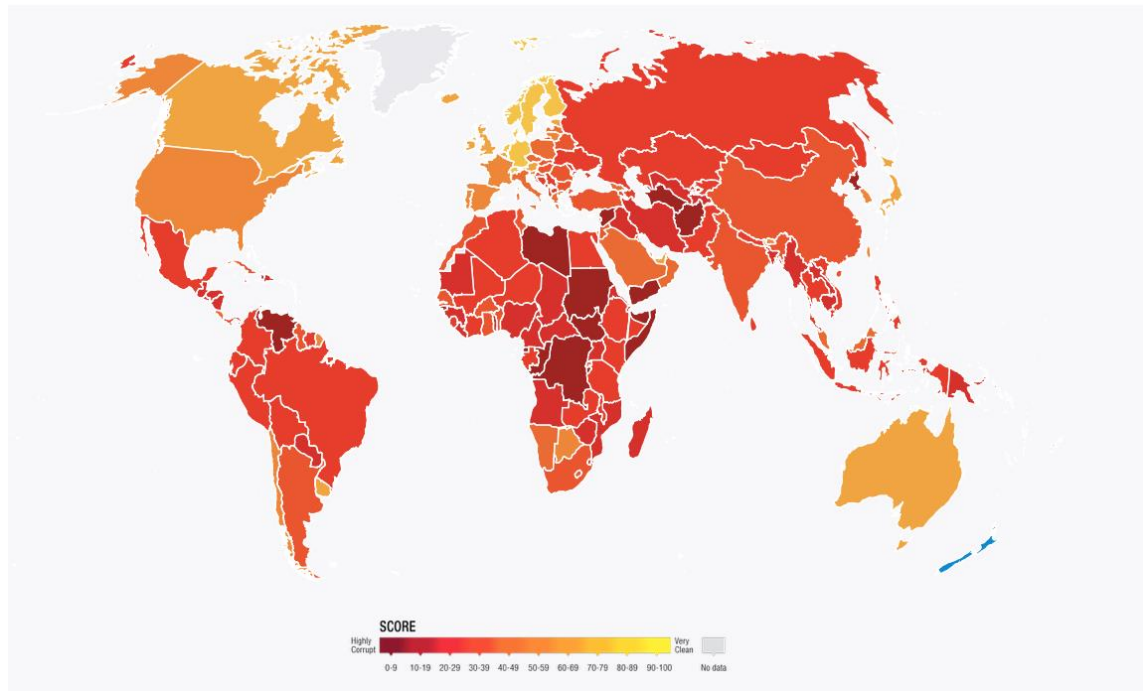 SCORE
Highly Corrupt
Very Clean
0-9 10-19 20-29 30-39 40-49 50-59 60-69 70-79 80-89 90-100 No data